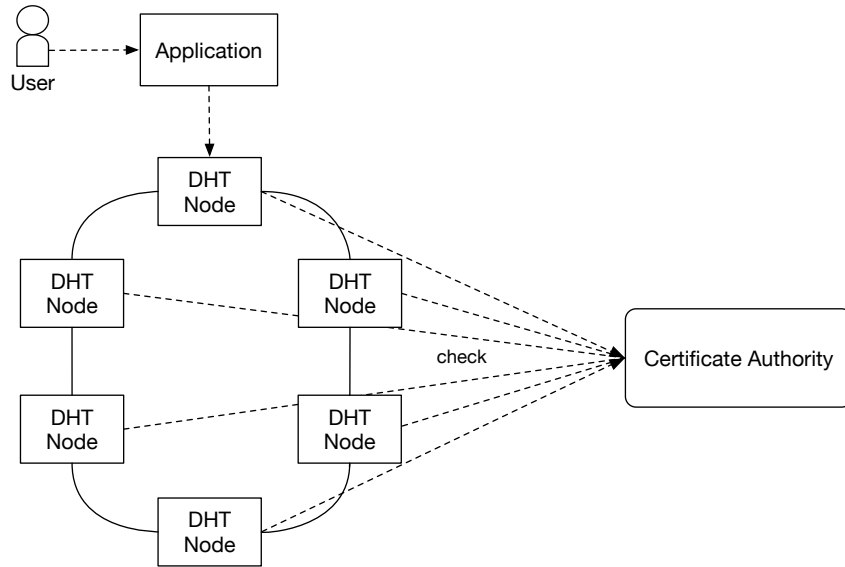 Application
User
DHT
Node
DHT
Node
DHT
Node
check
Certificate Authority
DHT
Node
DHT
Node
DHT
Node